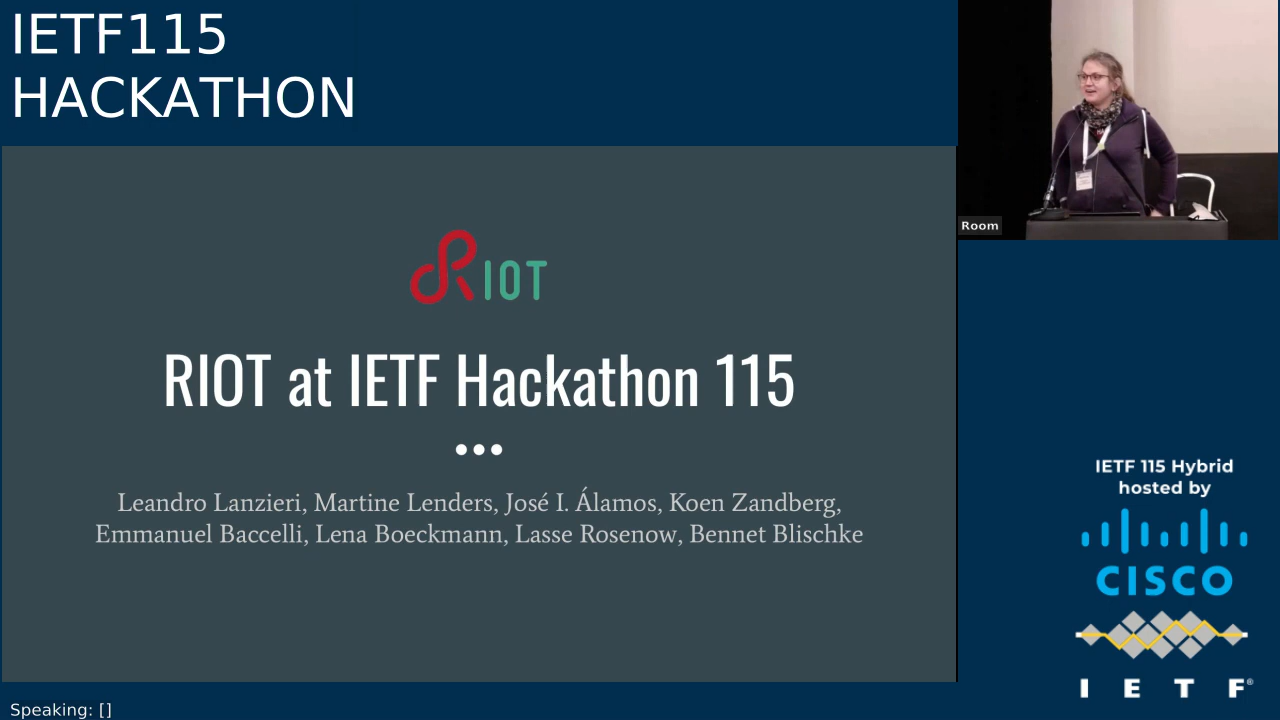 IETF115
HACKATHON
Room
RIOT
RIOT at IETF Hackathon 115
Leandro Lanzieri, Martine Lenders, José I. Álamos, Koen Zandberg,
Emmanuel Baccelli, Lena Boeckmann, Lasse Rosenow, Bennet Blischke
IETF 115 Hybrid
hosted by
CISCO
I E T F®
Speaking: []